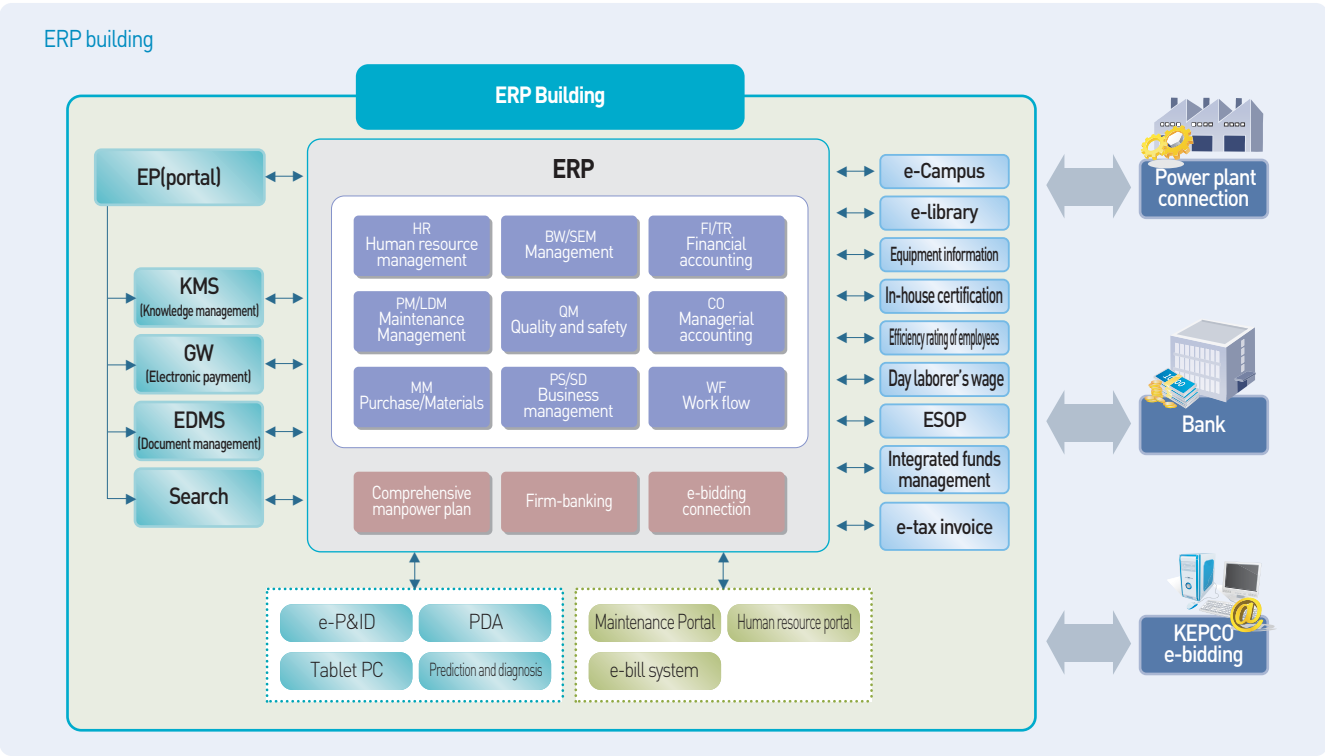 ERP building
ERP Building
EP(portal)
KMS
(Knowledge management)
GW
(Electronic payment)
EDMS
(Document management)
Search
ERP
HR
Human resource
management
BW/SEM
Management
FI/TR
Financial
accounting
PM/LDM
Maintenance
Management
QM
Quality and safety
CO
Managerial
accounting
MM
Purchase/Materials
PS/SD
Business
management
WF
Work flow
Comprehensive
manpower plan
Firm-banking
e-bidding
connection
e-Campus
e-library
Equipment information
In-house certification
Efficiency rating of employees
Day laborer's wage
ESOP
Integrated funds
management
e-tax invoice
e-P&ID
PDA
Tablet PC
Prediction and diagnosis
Maintenance Portal
Human resource portal
e-bill system
Power plant
connection
Bank
@
KEPCO
e-bidding